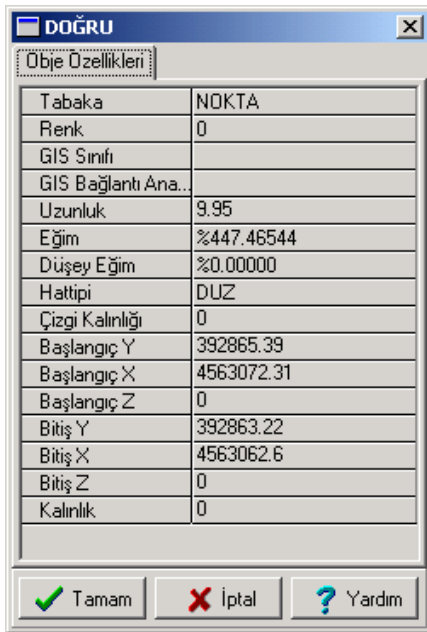 DOĞRU
Obje Özellikleri
Tabaka NOKTA
Renk 0
GIS Sınıfı
GIS Bağlantı Ana...
Uzunluk 9.95
Eğim %447.46544
Düşey Eğim %0.00000
Hattipi DUZ
Çizgi Kalınlığı 0
Başlangıç Y 392865.39
Başlangıç X 4563072.31
Başlangıç Z 0
Bitiş Y 392863.22
Bitiş X 4563062.6
Bitiş Z 0
Kalınlık 0
Tamam İptal Yardım